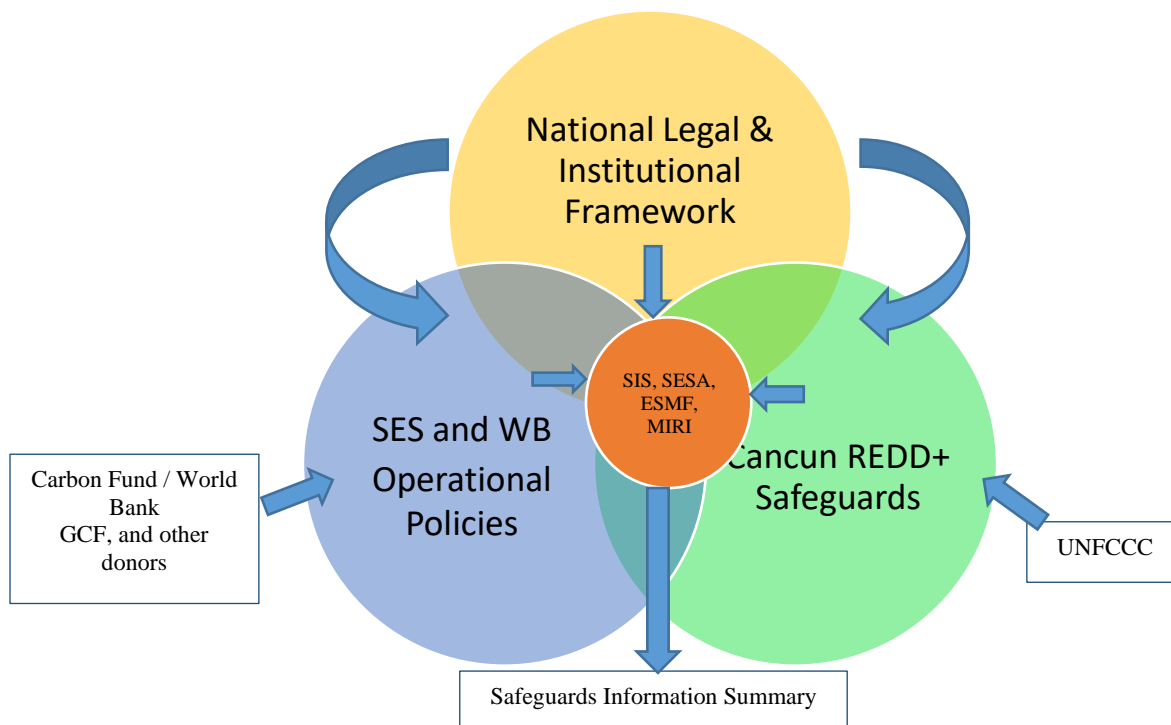 National Legal &
Institutional
Framework
SIS, SESA,
ESMF,
MIRI
SES and WB
Operational
Policies
Cancun REDD+
Safeguards
Carbon Fund / World
Bank
GCF, and other
donors
UNFCCC
Safeguards Information Summary